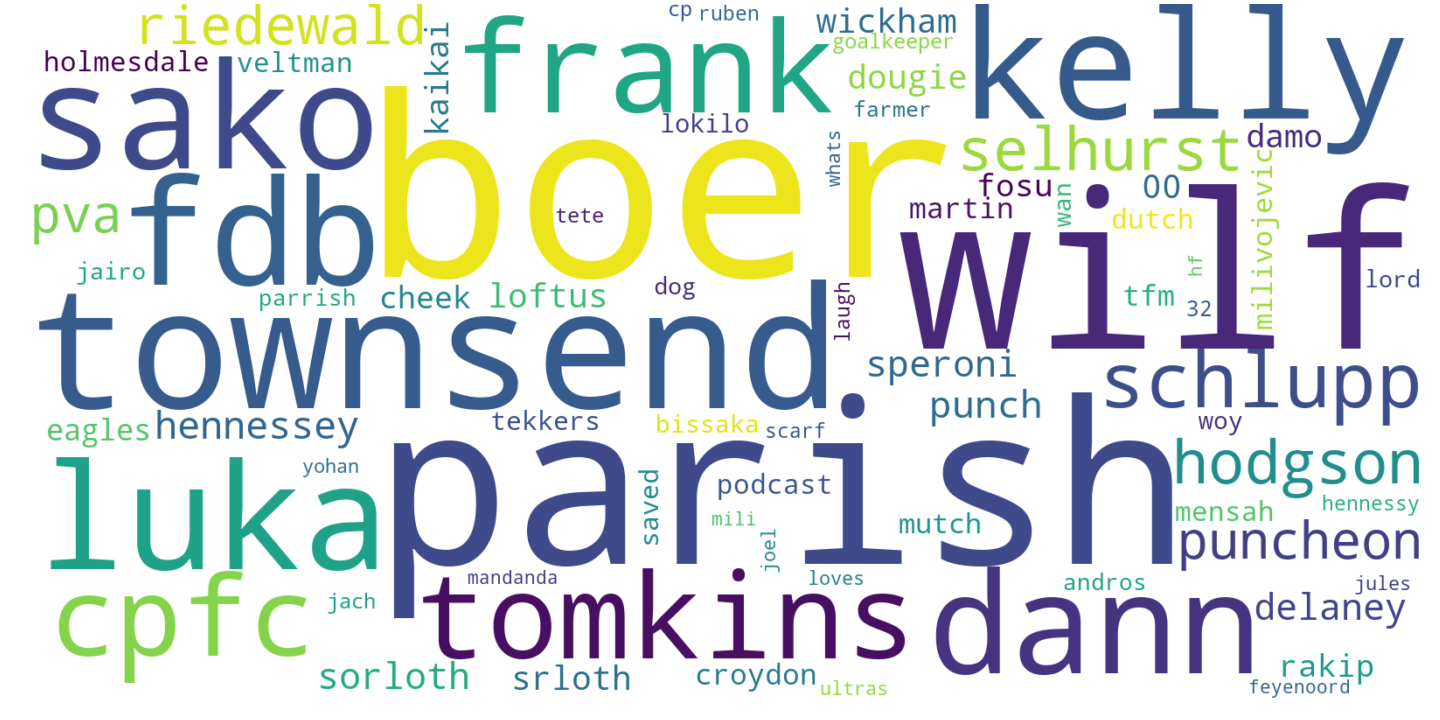 riedewald
cp
ruben
wickham
kelly
holmesdale
veltman
kaikai
frank
goalkeeper
dougie
farmer
sako
boer
lokilo
whats
selhurst
damo
pva
fdb
tete
martin
fosu
wan
00
dutch
milivojevic
wilf
jairo
parrish
cheek
loftus
dog
laugh
tfm
hf
32
lord
townsend
speroni
schlupp
eagles
hennessey
tekkers
bissaka
scarf
punch
woy
luka
yohan
parish
saved
podcast
mili
joel
mutch
hodgson
mensah
hennessy
puncheon
cpfc
jach
mandanda
tomkins
loves
dann
andros
jules
delaney
sorloth
srloth
croydon
ultras
rakip
feyenoord